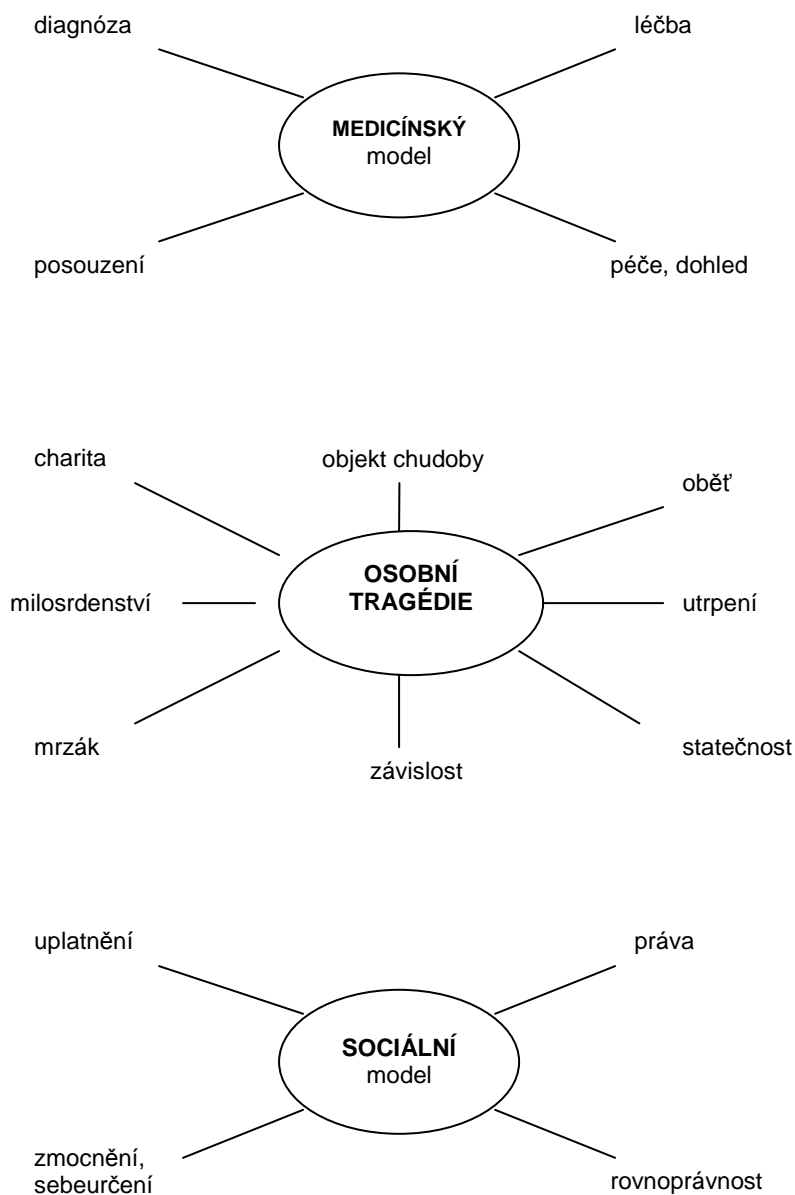 diagnóza
léčba
MEDICÍNSKÝ
model
posouzení
péče, dohled
charita
objekt chudoby
oběť
OSOBNÍ
TRAGÉDIE
milosrdenství
utrpení
mrzák
závislost
statečnost
uplatnění
práva
SOCIÁLNÍ
model
zmocnění,
sebeurčení
rovnoprávnost